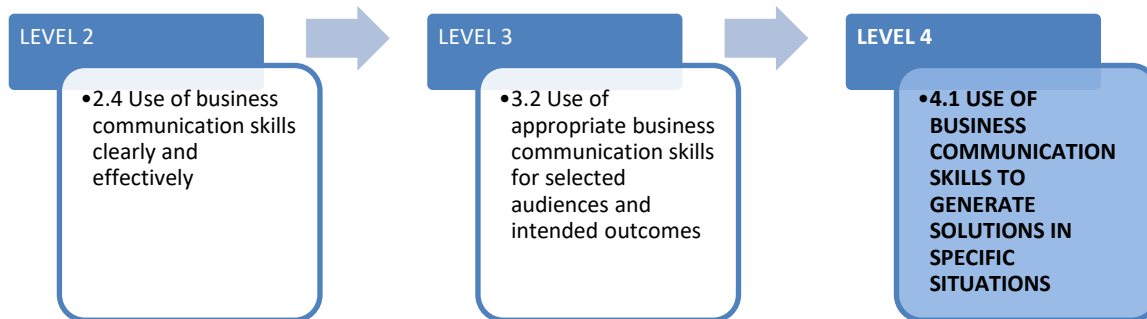 LEVEL 2
•2.4 Use of business
communication skills
clearly and
effectively
LEVEL 3
•3.2 Use of
appropriate business
communication skills
for selected
audiences and
intended outcomes
LEVEL 4
•4.1 USE OF
BUSINESS
COMMUNICATION
SKILLS TO
GENERATE
SOLUTIONS IN
SPECIFIC
SITUATIONS